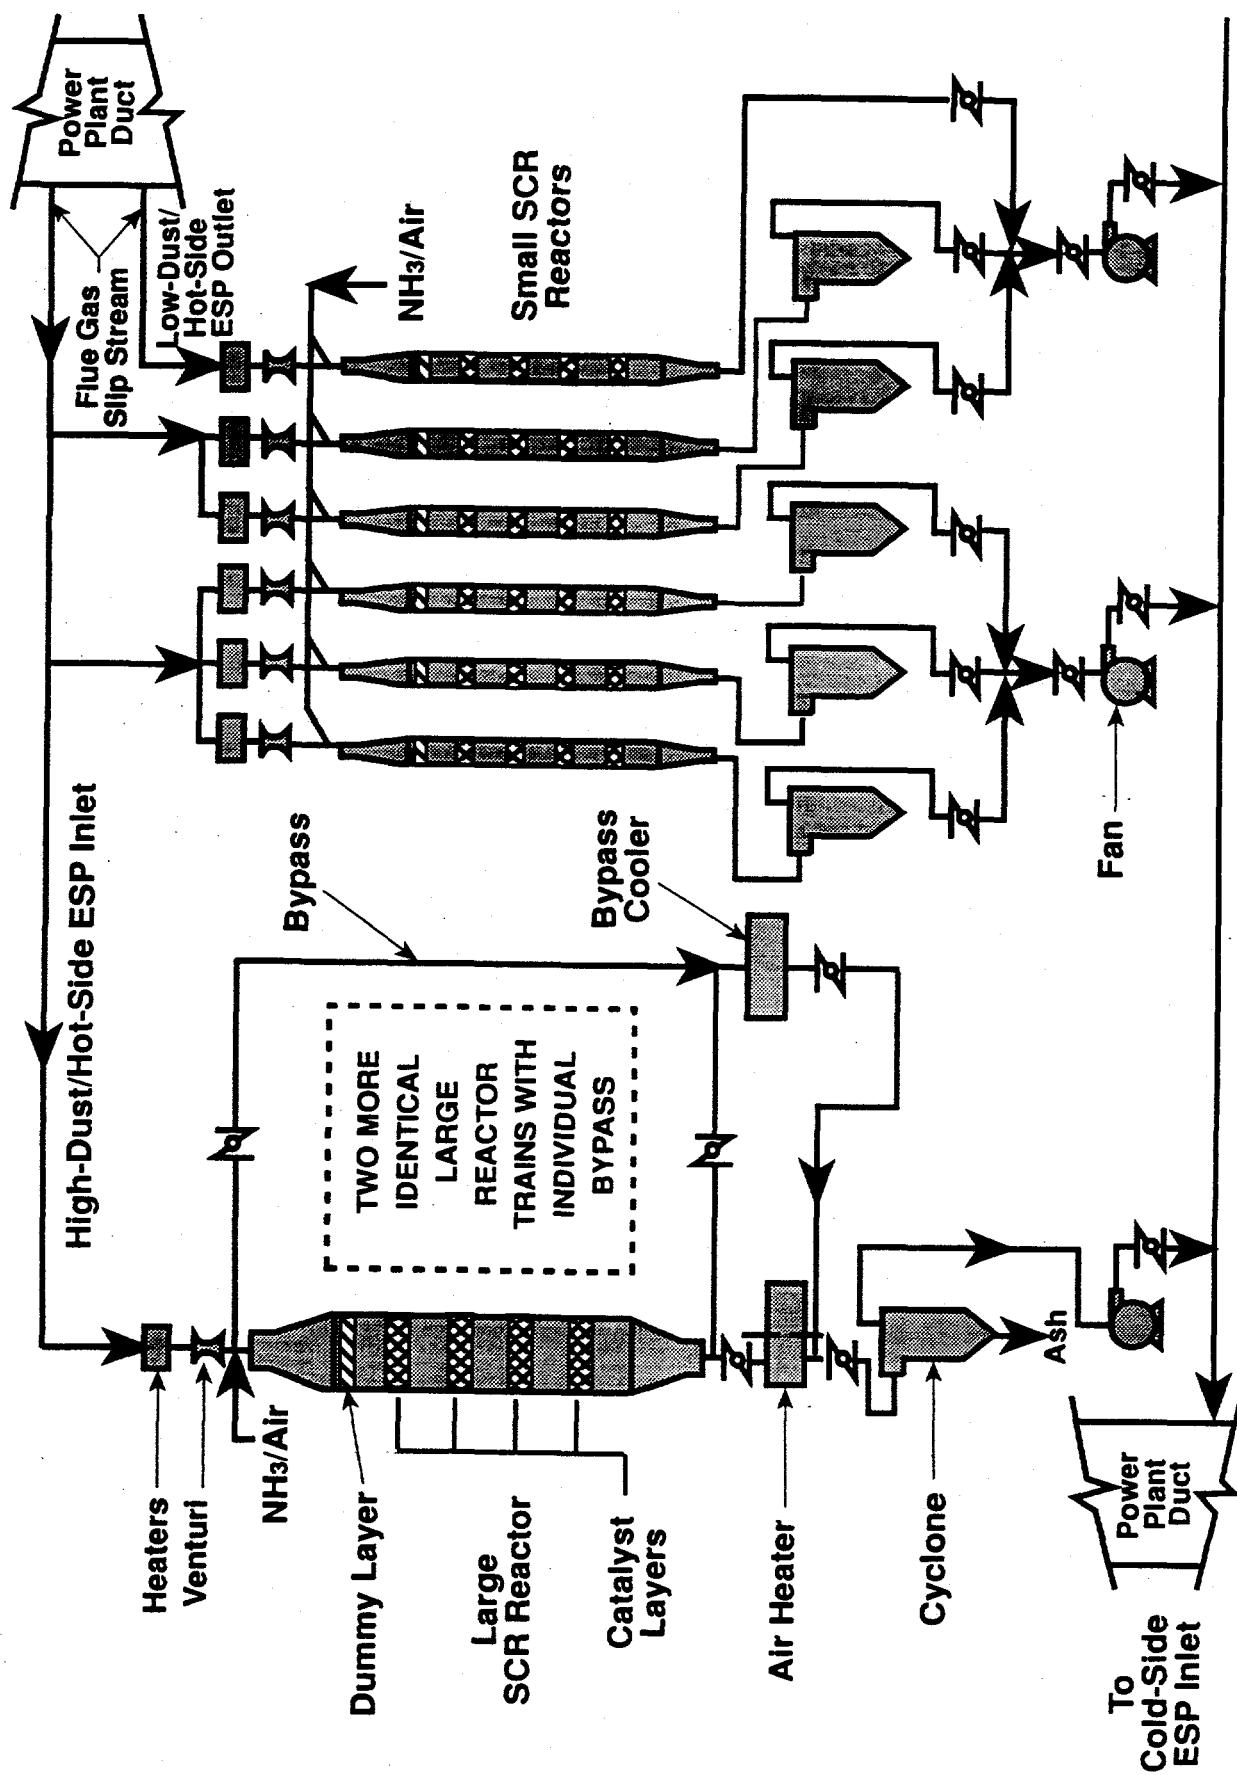 Power
Plant
Duct
Flue Gas
Slip Stream
Low-Dust/
Hot-Side
ESP Outlet
High-Dust/Hot-Side ESP Inlet
NH3/Air
Small SCR
Reactors
Heaters
Venturi
NH3/Air
Bypass
Dummy Layer
TWO MORE
IDENTICAL
LARGE
REACTOR
TRAINS WITH
INDIVIDUAL
BYPASS
Large
SCR Reactor
Catalyst
Layers
Bypass
Cooler
Air Heater
Cyclone
Ash
Fan
Power
Plant
Duct
To
Cold-Side
ESP Inlet